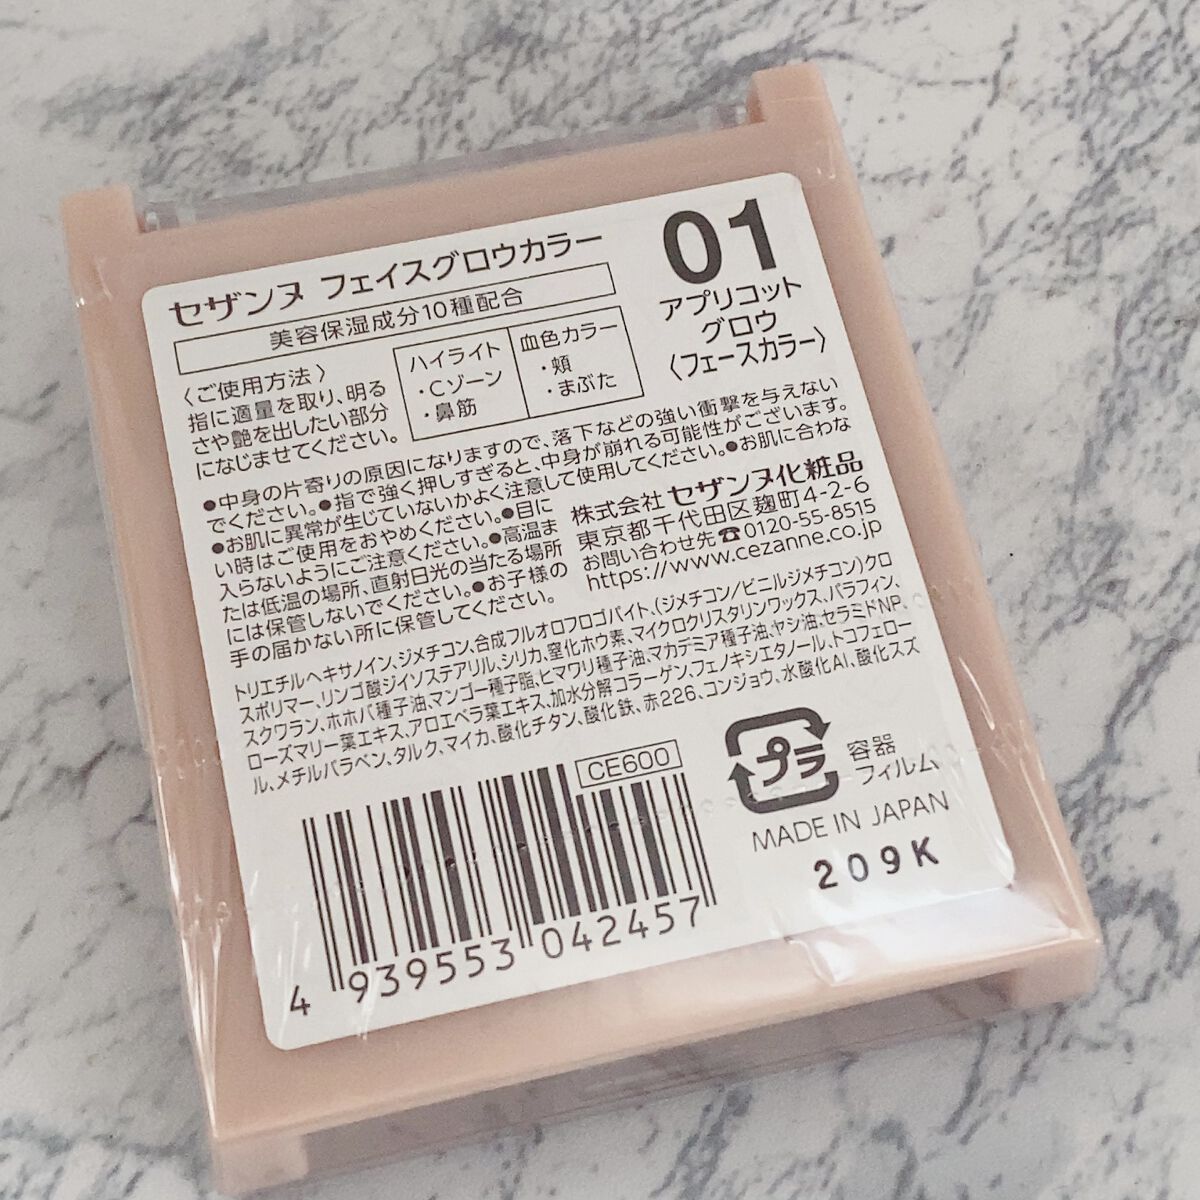 セザンヌ フェイスグロウカラー
美容保湿成分10種配合
01
アプリコット
グロウ
〈フェースカラー〉
〈ご使用方法〉
指に適量を取り、明る
さや艶を出したい部分
になじませてください。
ハイライト
・Cゾーン
・鼻筋
血色カラー
・頬
・まぶた
●中身の片寄りの原因になりますので、落下などの強い衝撃を与えない
でください。●指で強く押しすぎると、中身が崩れる可能性がございます。
●お肌に異常が生じていないかよく注意して使用してください。●お肌に合わな
い時はご使用をおやめください。●目に
入らないようにご注意ください。●高温ま
たは低温の場所、直射日光の当たる場所
には保管しないでください。●お子様の
手の届かない所に保管してください。
株式会社 セザンヌ化粧品
東京都千代田区麹町4-2-6
お問い合わせ先☎0120-55-8515
https://www.cezanne.co.jp
トリエチルヘキサノイン、ジメチコン、合成フルオロフロゴパイト、(ジメチコン/ビニルジメチコン)クロ
スポリマー、リンゴ酸ジイソステアリル、シリカ、窒化ホウ素、マイクロクリスタリンワックス、パラフィン、
スクワラン、ホホバ種子油、マンゴー種子脂、ヒマワリ種子油、マカデミア種子油、ヤシ油、セラミドNP、
ローズマリー葉エキス、アロエベラ葉エキス、加水分解コラーゲン、フェノキシエタノール、トコフェロー
ル、メチルパラベン、タルク、マイカ、酸化チタン、酸化鉄、赤226、コンジョウ、水酸化Al、酸化スズ
CE600
4 939553 042457
プラ
容器
フィルム
MADE IN JAPAN
209K